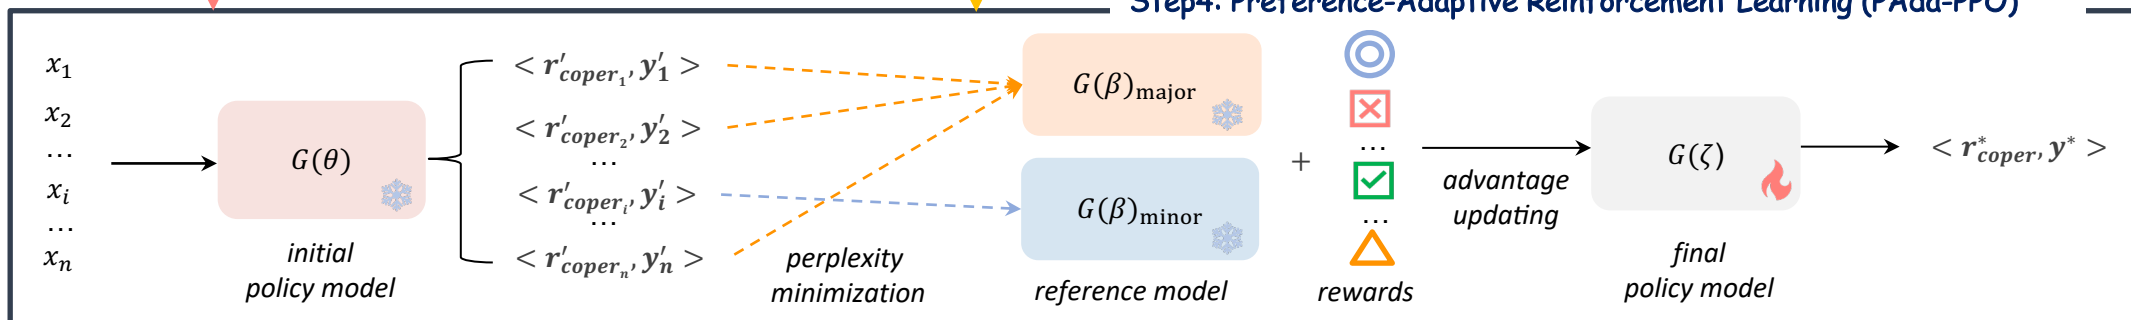 Step4: Preference-Adaptive Reinforcement Learning (PAda-PPO)
x₁
x₂
...
xᵢ
...
xₙ
G(θ)
initial
policy model
< r′coper₁, y′₁ >
< r′coper₂, y′₂ >
...
< r′coperᵢ, y′ᵢ >
...
< r′coperₙ, y′ₙ >
perplexity
minimization
G(β)major
G(β)minor
reference model
+
...
...
rewards
advantage
updating
G(ζ)
final
policy model
< r*coper, y* >